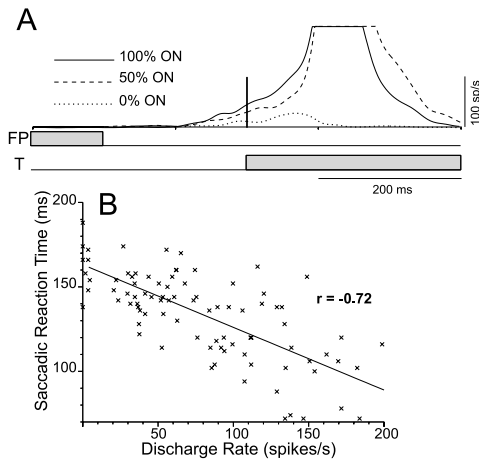 A
100% ON
50% ON
0% ON
100 sp/s
FP
T
200 ms
B
Saccadic Reaction Time (ms)
200
150
100
r = -0.72
50 100 150 200
Discharge Rate (spikes/s)